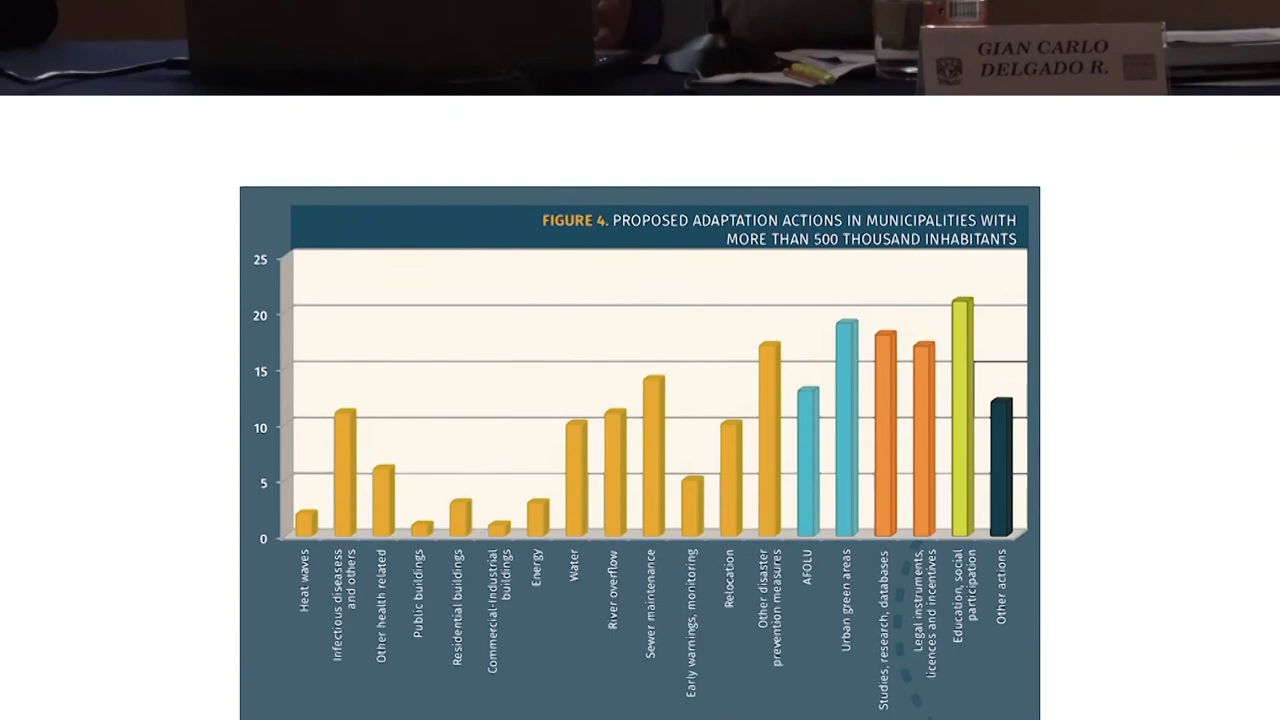 GIAN CARLO
DELGADO R.
FIGURE 4. PROPOSED ADAPTATION ACTIONS IN MUNICIPALITIES WITH
MORE THAN 500 THOUSAND INHABITANTS
25
20
15
10
5
0
Heat waves
Infectious diseasess
and others
Other health related
Public buildings
Residential buildings
Commercial-Industrial
buildings
Energy
Water
River overflow
Sewer maintenance
Early warnings, monitoring
Relocation
Other disaster
prevention measures
AFOLU
Urban green areas
Studies, research, databases
Legal instruments,
licences and incentives
Education, social
participation
Other actions